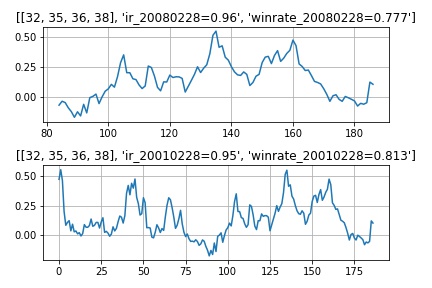 [[32, 35, 36, 38], 'ir_20080228=0.96', 'winrate_20080228=0.777']
0.50
0.25
0.00
80 100 120 140 160 180
[[32, 35, 36, 38], 'ir_20010228=0.95', 'winrate_20010228=0.813']
0.50
0.25
0.00
0 25 50 75 100 125 150 175